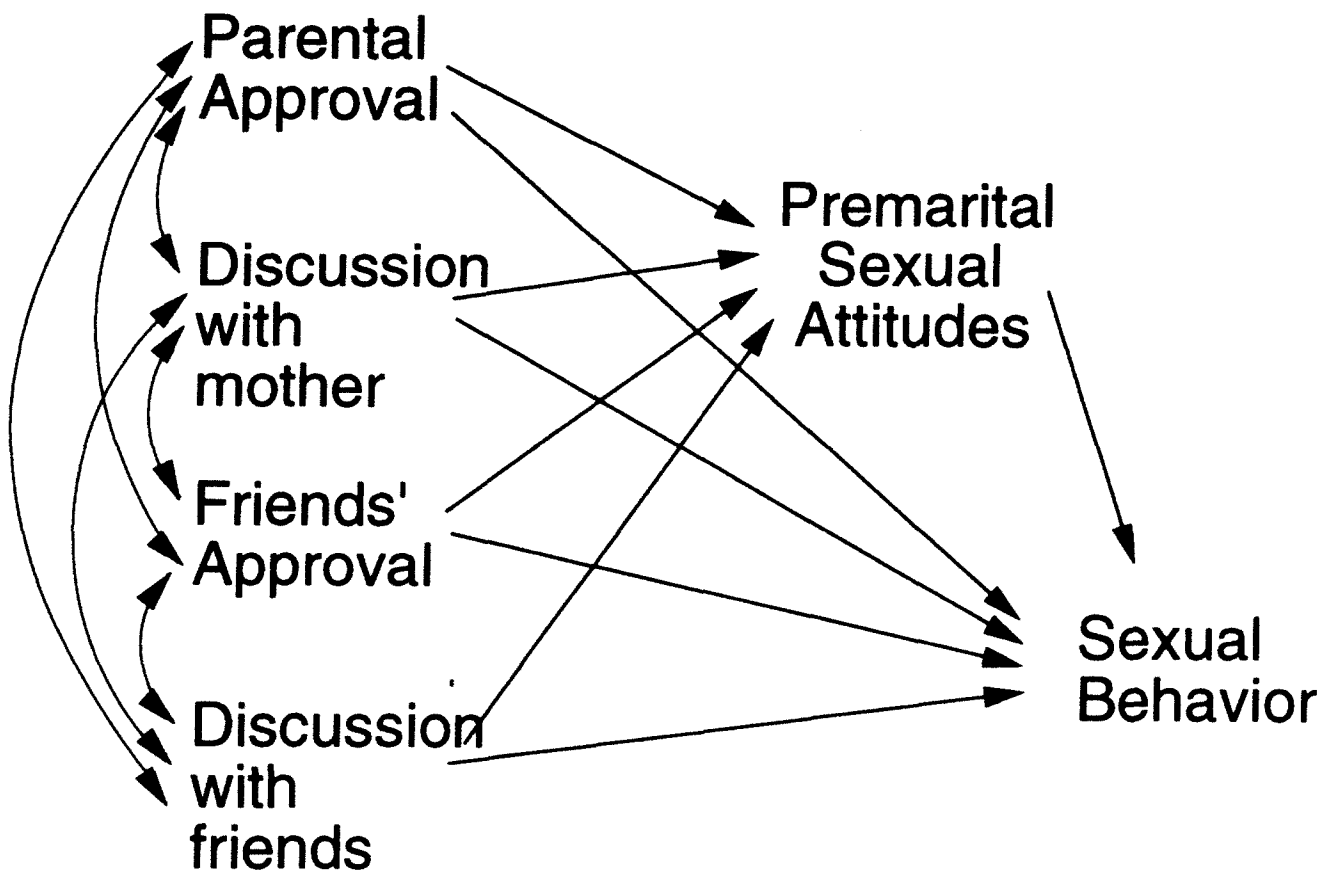 Parental
Approval
Discussion
with
mother
Friends'
Approval
Discussion
with
friends
Premarital
Sexual
Attitudes
Sexual
Behavior